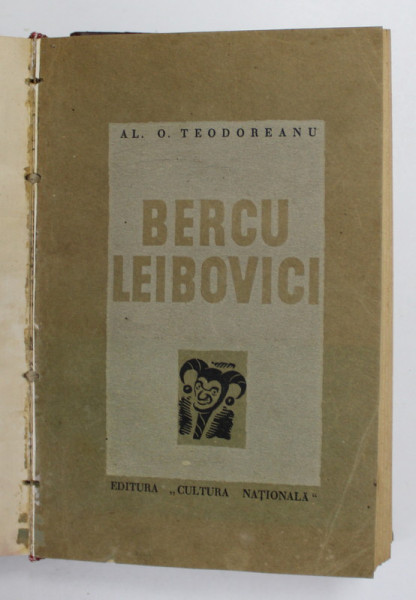 AL. O. TEODOREANU
BERCU
LEIBOVICI
EDITURA „CULTURA NAȚIONALĂ“